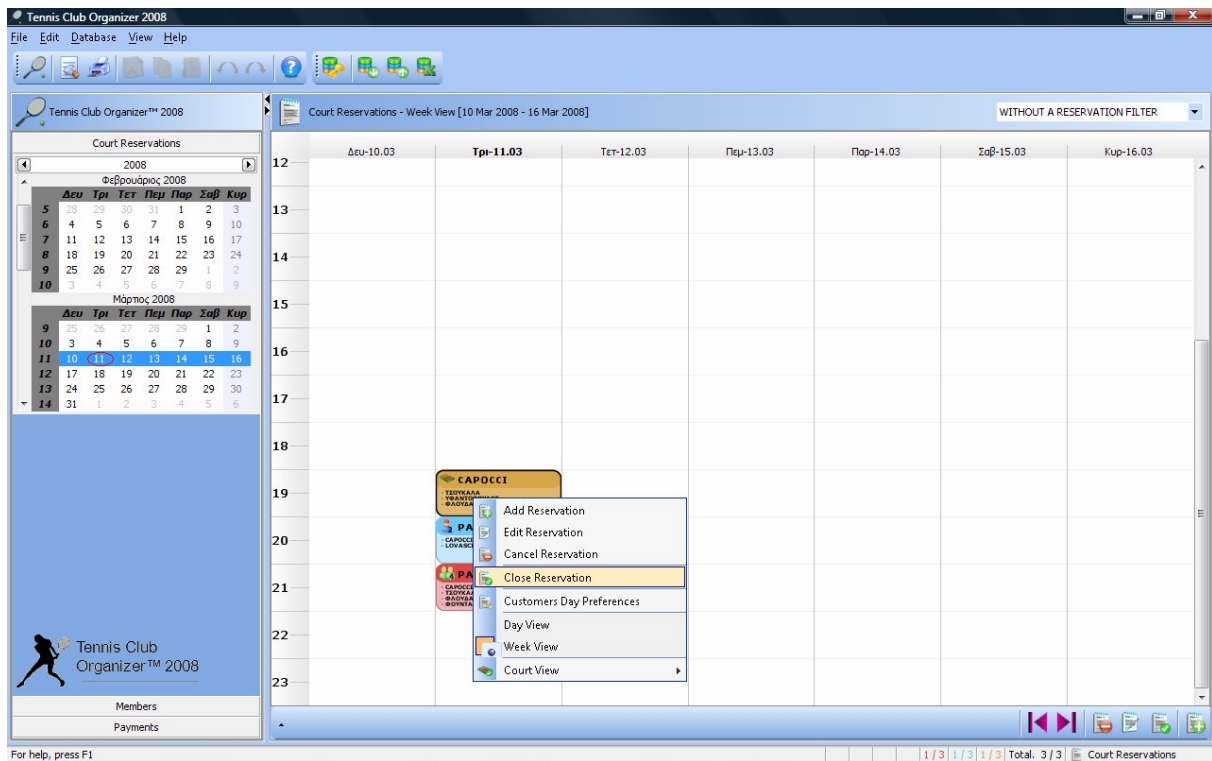 Tennis Club Organizer 2008
File Edit Database View Help
Tennis Club Organizer™ 2008
Court Reservations - Week View [10 Mar 2008 - 16 Mar 2008]
WITHOUT A RESERVATION FILTER
Court Reservations
2008
Φεβρουάριος 2008
Δευ Τρι Τετ Πεμ Παρ Σαβ Κυρ
5 28 29 30 31 1 2 3
6 4 5 6 7 8 9 10
7 11 12 13 14 15 16 17
8 18 19 20 21 22 23 24
9 25 26 27 28 29 1 2
10 3 4 5 6 7 8 9
Μάρτιος 2008
Δευ Τρι Τετ Πεμ Παρ Σαβ Κυρ
9 25 26 27 28 29 1 2
10 3 4 5 6 7 8 9
11 10 11 12 13 14 15 16
12 17 18 19 20 21 22 23
13 24 25 26 27 28 29 30
14 31 1 2 3 4 5 6
Tennis Club
Organizer™ 2008
Members
Payments
Δευ-10.03 Τρι-11.03 Τετ-12.03 Πεμ-13.03 Παρ-14.03 Σαβ-15.03 Κυρ-16.03
12
13
14
15
16
17
18
19
20
21
22
23
CAPOCCI
- ΤΣΟΥΚΑΛΑ
PA
- CAPOCCI
- LOVASC
PA
- CAPOCCI
Add Reservation
Edit Reservation
Cancel Reservation
Close Reservation
Customers Day Preferences
Day View
Week View
Court View
For help, press F1
1 / 3 1 / 3 1 / 3 Total. 3 / 3 Court Reservations